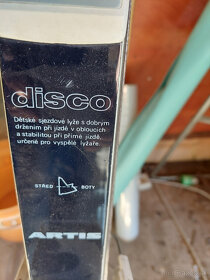 disco
Dětské sjezdové lyže s dobrým
držením při jízdě v obloucích
a stabilitou při přímé jízdě,
určené pro vyspělé lyžaře.
STŘED BOTY
ARTIS